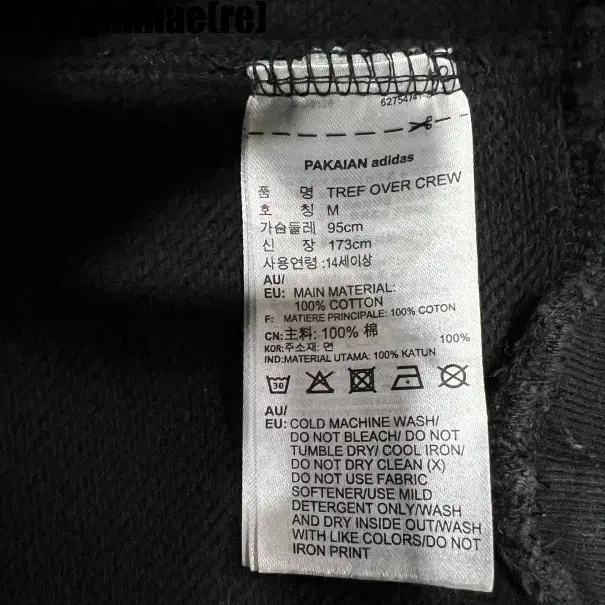 62754741
PAKAIAN adidas
품 명 TREF OVER CREW
호 칭 M
가슴둘레 95cm
신 장 173cm
사용연령 :14세이상
AU/
EU: MAIN MATERIAL:
100% COTTON
F: MATIERE PRINCIPALE: 100% COTON
CN: 主料: 100% 棉
KOR:주소재: 면 100%
IND:MATERIAL UTAMA: 100% KATUN
30
AU/
EU: COLD MACHINE WASH/
DO NOT BLEACH/ DO NOT
TUMBLE DRY/ COOL IRON/
DO NOT DRY CLEAN (X)
DO NOT USE FABRIC
SOFTENER/USE MILD
DETERGENT ONLY/WASH
AND DRY INSIDE OUT/WASH
WITH LIKE COLORS/DO NOT
IRON PRINT